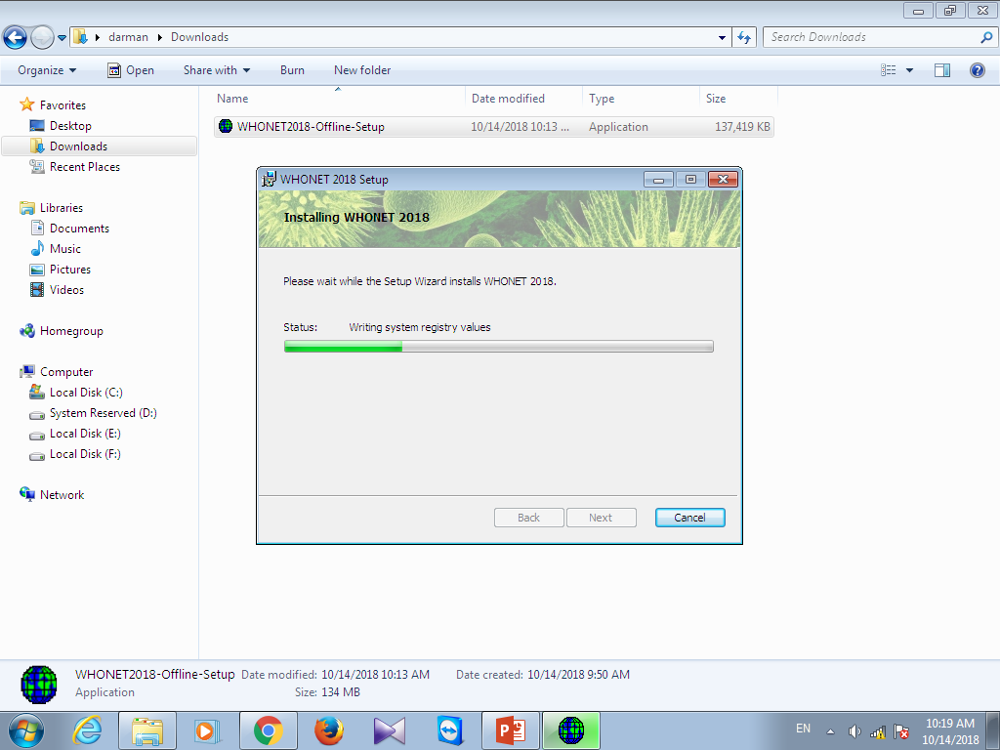 darman Downloads
Search Downloads
Organize Open Share with Burn New folder
Name Date modified Type Size
WHONET2018-Offline-Setup 10/14/2018 10:13 ... Application 137,419 KB
Favorites
Desktop
Downloads
Recent Places
Libraries
Documents
Music
Pictures
Videos
Homegroup
Computer
Local Disk (C:)
System Reserved (D:)
Local Disk (E:)
Local Disk (F:)
Network
WHONET 2018 Setup
Installing WHONET 2018
Please wait while the Setup Wizard installs WHONET 2018.
Status: Writing system registry values
Back Next Cancel
WHONET2018-Offline-Setup Date modified: 10/14/2018 10:13 AM Date created: 10/14/2018 9:50 AM
Application Size: 134 MB
EN
10:19 AM
10/14/2018